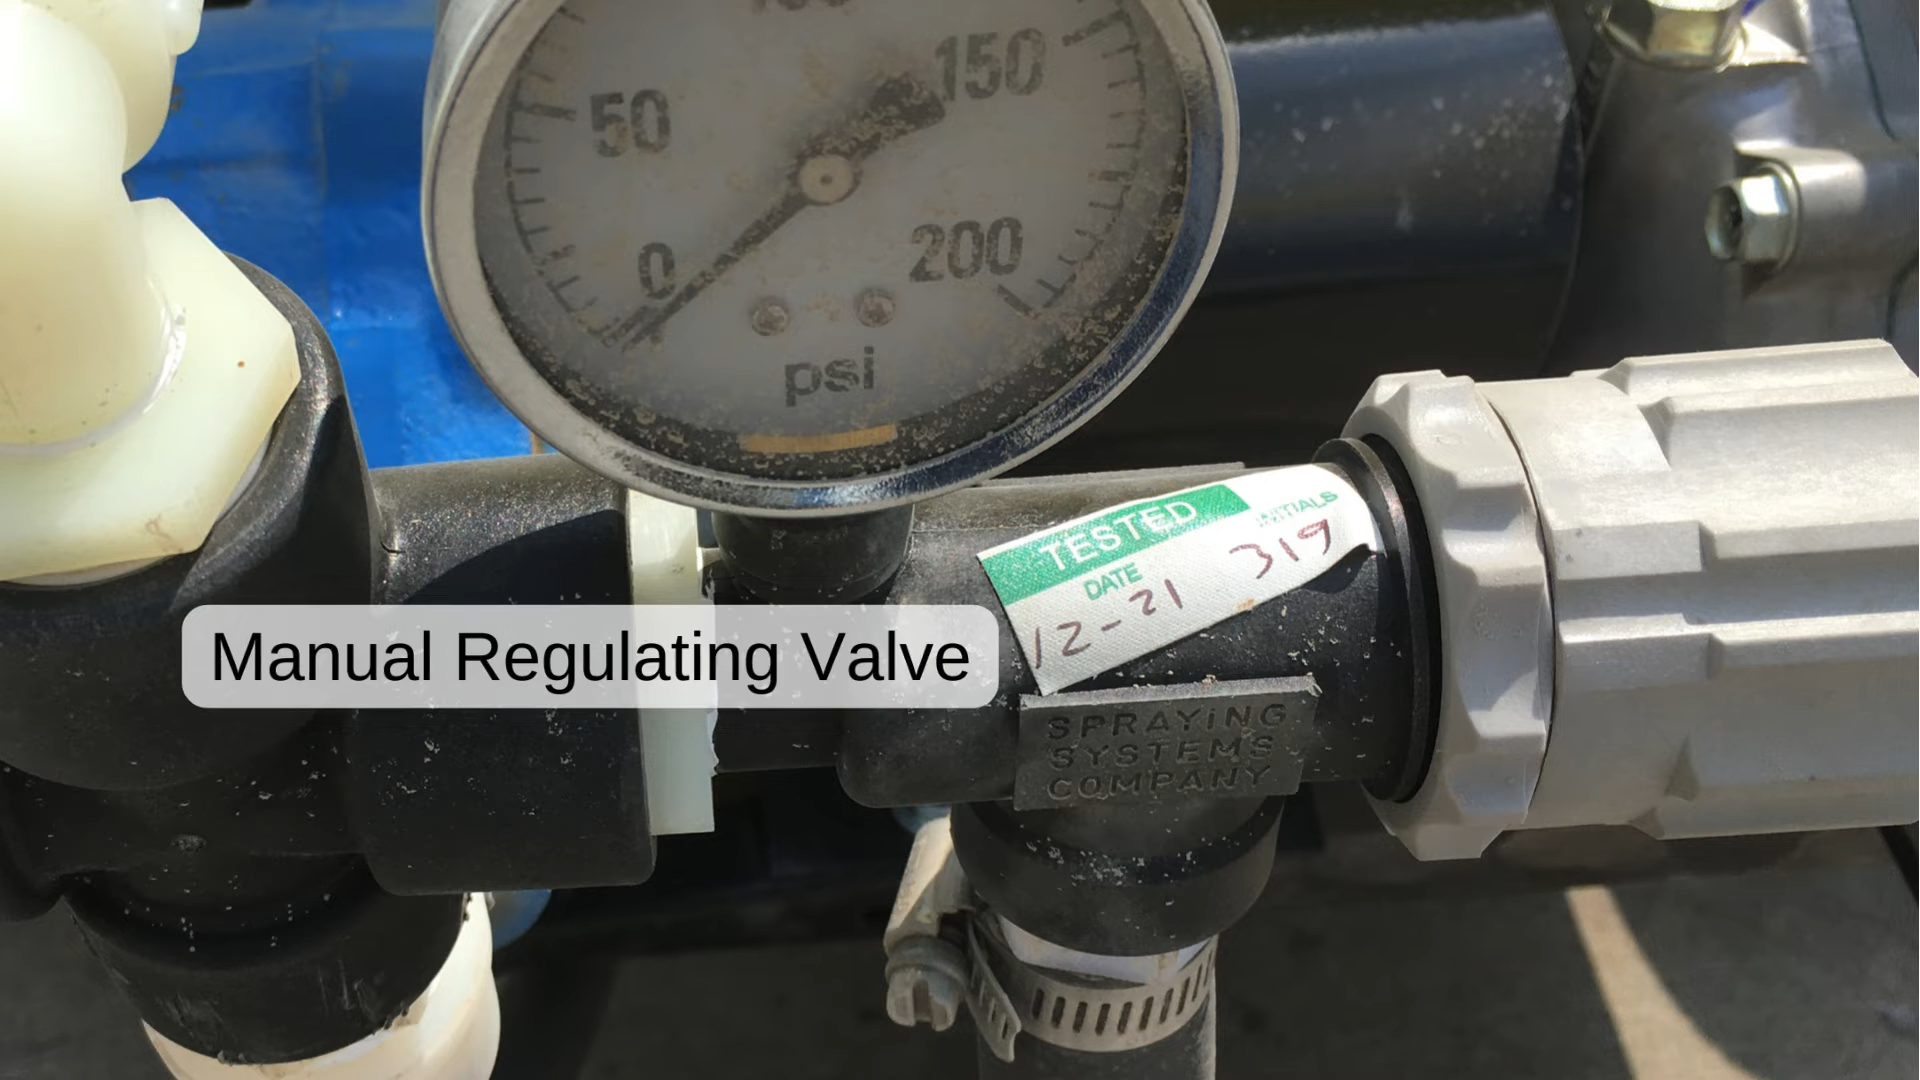 150
50
0
200
psi
TESTED
INITIALS
DATE
319
12-21
Manual Regulating Valve
SPRAYING
SYSTEMS
COMPANY